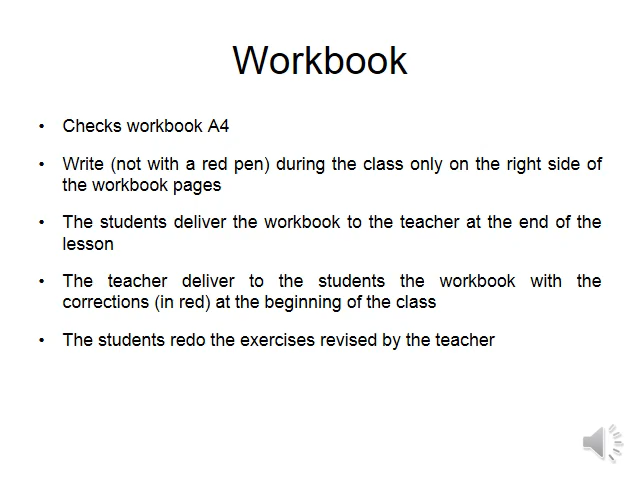 Workbook
• Checks workbook A4
• Write (not with a red pen) during the class only on the right side of
the workbook pages
• The students deliver the workbook to the teacher at the end of the
lesson
• The teacher deliver to the students the workbook with the
corrections (in red) at the beginning of the class
• The students redo the exercises revised by the teacher